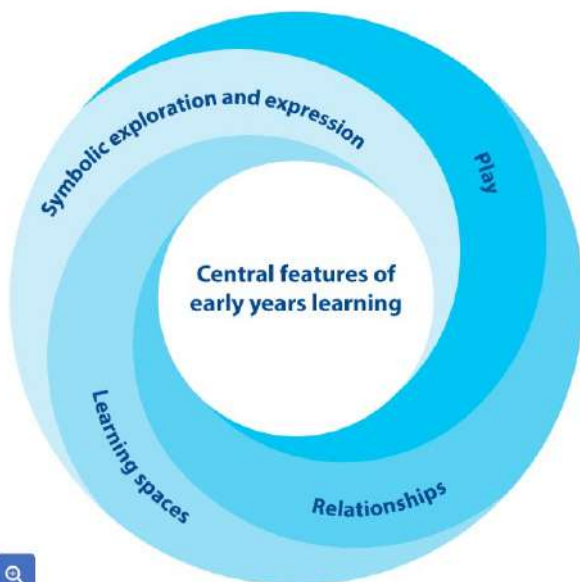 Symbolic exploration and expression
Play
Central features of
early years learning
Learning spaces
Relationships